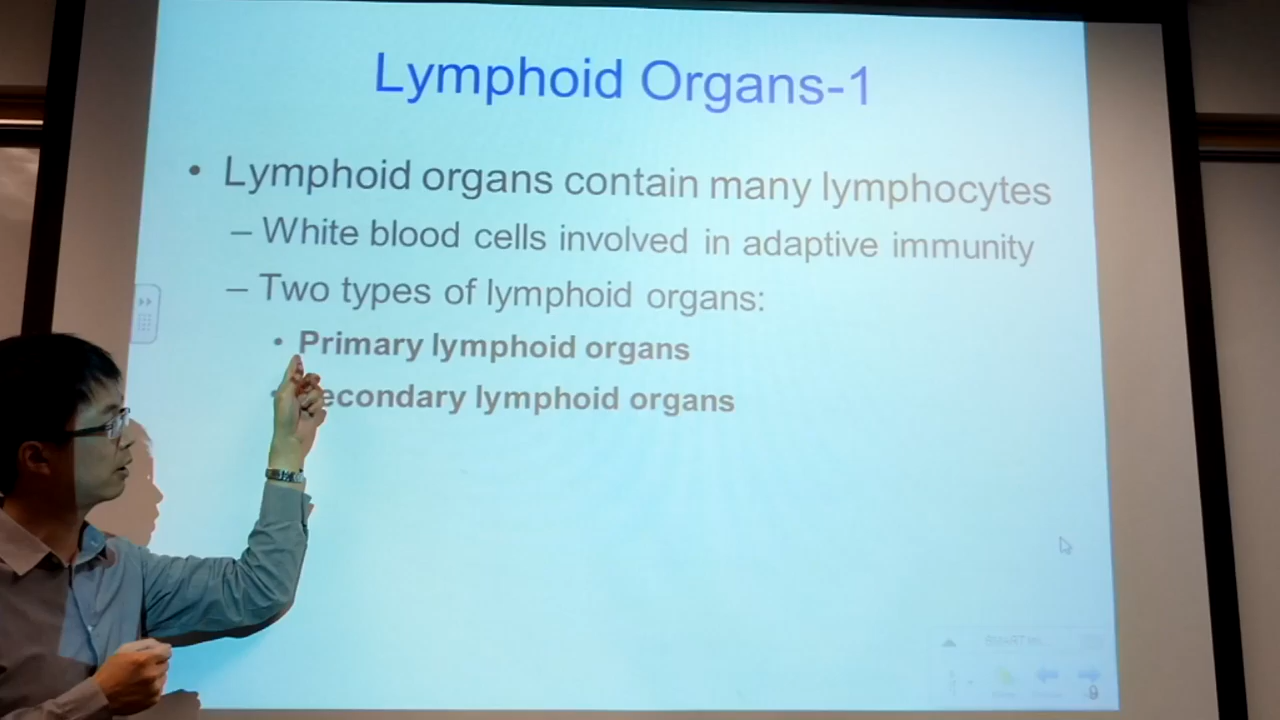 Lymphoid Organs-1
• Lymphoid organs contain many lymphocytes
– White blood cells involved in adaptive immunity
– Two types of lymphoid organs:
• Primary lymphoid organs
• Secondary lymphoid organs